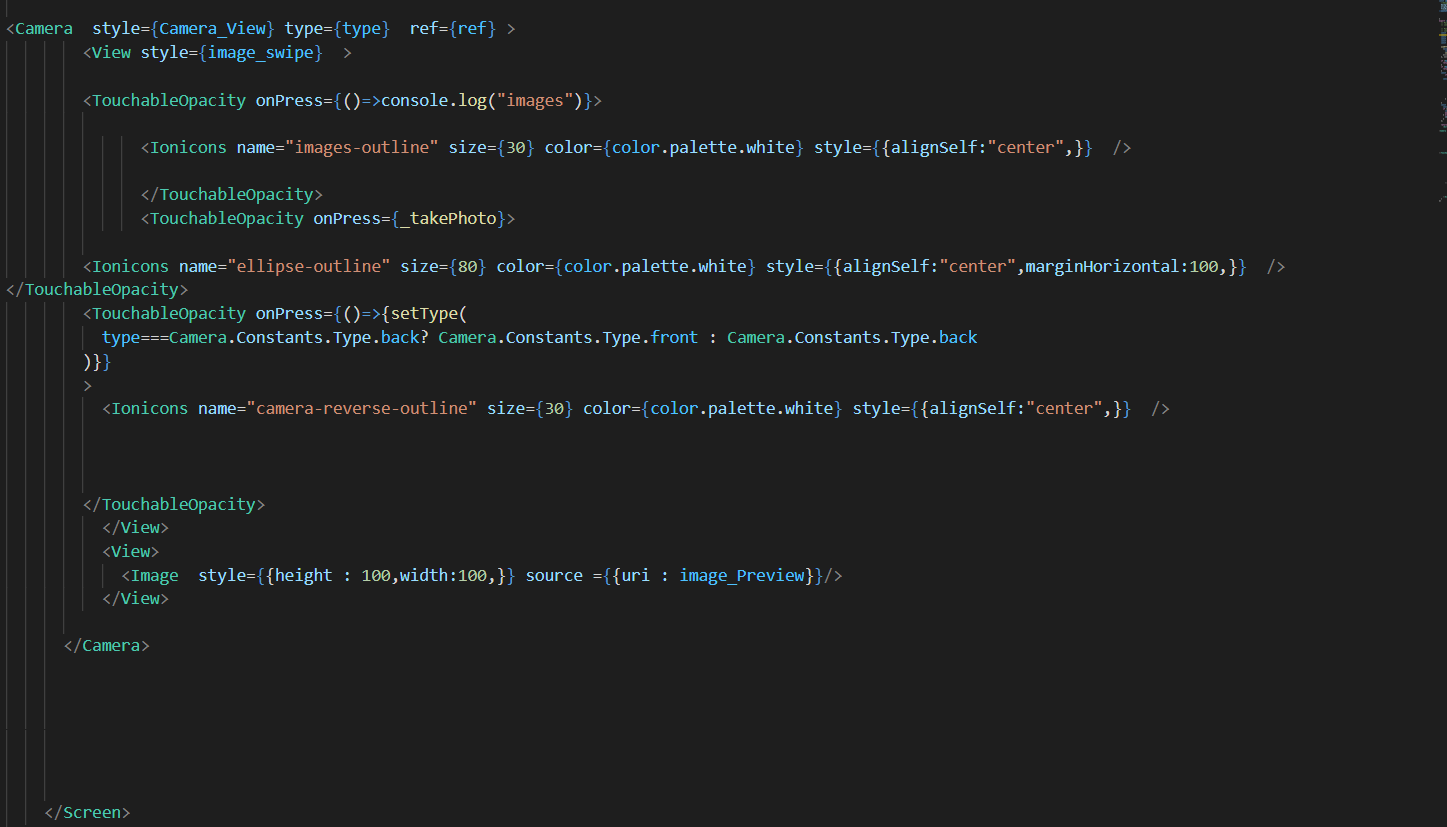 <Camera  style={Camera_View} type={type}  ref={ref} >
<View style={image_swipe}  >
<TouchableOpacity onPress={()=>console.log("images")}>
<Ionicons name="images-outline" size={30} color={color.palette.white} style={{alignSelf:"center",}}  />
</TouchableOpacity>
<TouchableOpacity onPress={_takePhoto}>
<Ionicons name="ellipse-outline" size={80} color={color.palette.white} style={{alignSelf:"center",marginHorizontal:100,}}  />
</TouchableOpacity>
<TouchableOpacity onPress={()=>{setType(
type===Camera.Constants.Type.back? Camera.Constants.Type.front : Camera.Constants.Type.back
)}}
>
<Ionicons name="camera-reverse-outline" size={30} color={color.palette.white} style={{alignSelf:"center",}}  />
</TouchableOpacity>
</View>
<View>
<Image  style={{height : 100,width:100,}} source ={{uri : image_Preview}}/>
</View>
</Camera>
</Screen>